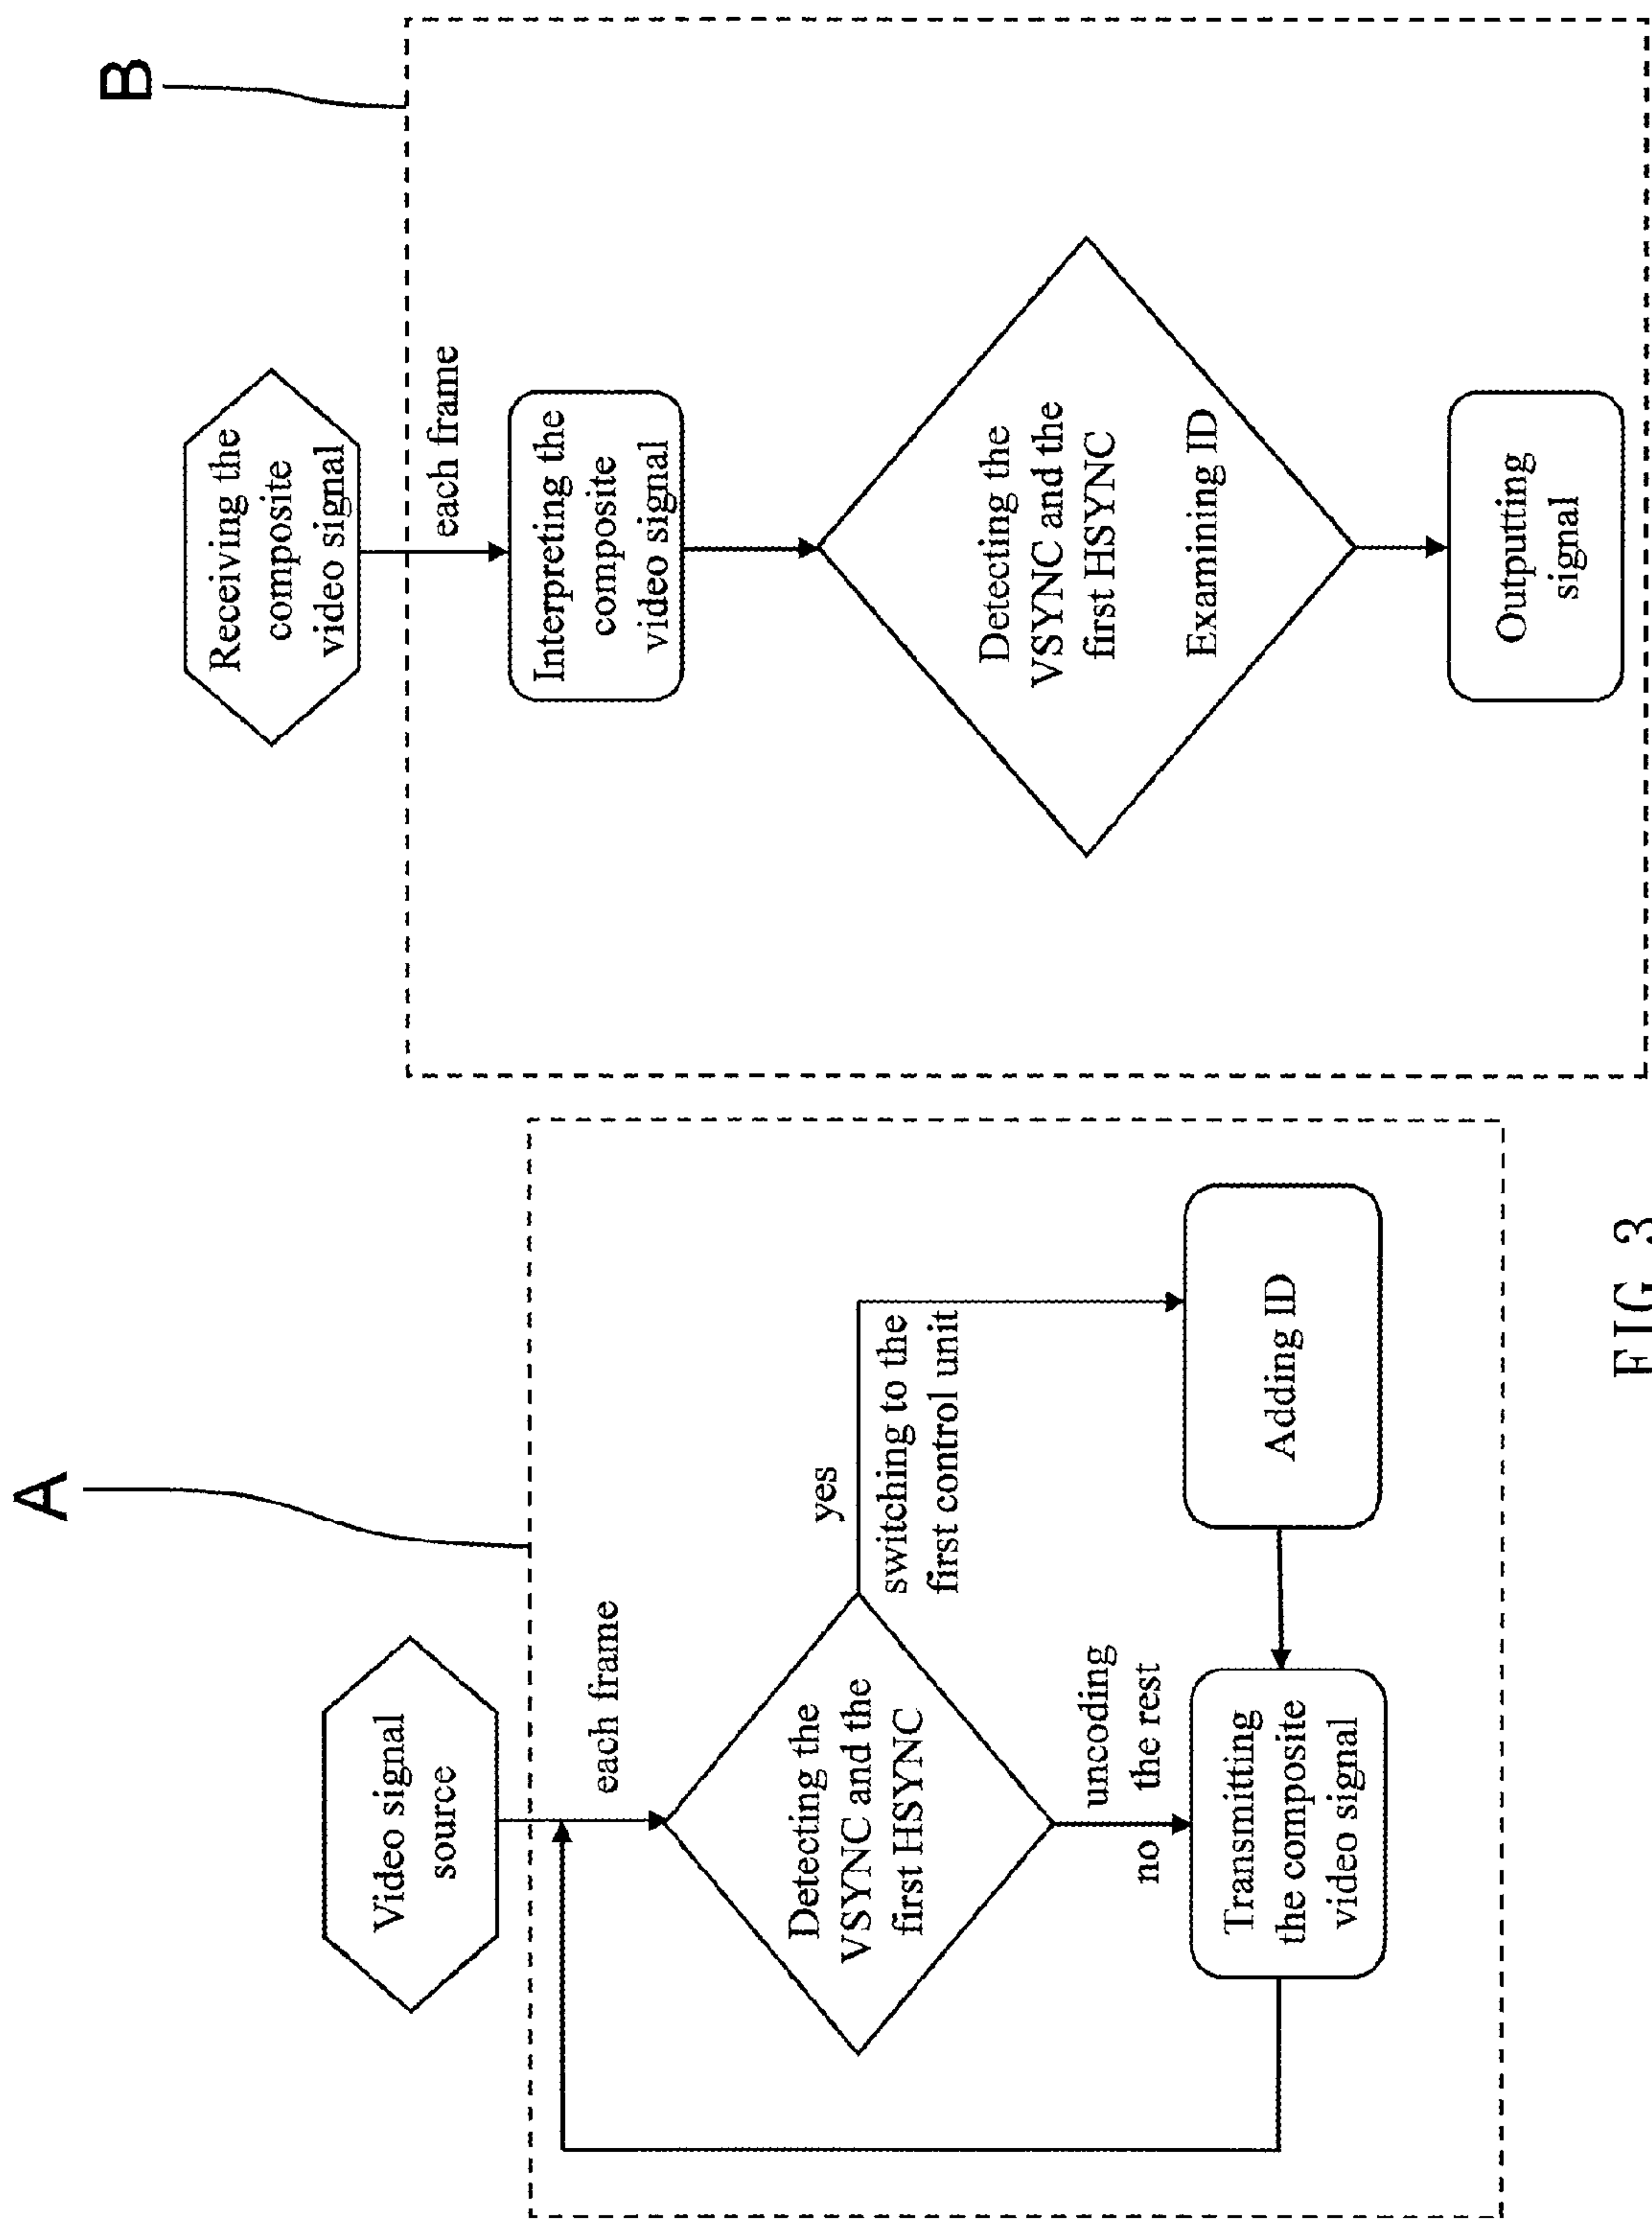 A
Video signal
source
each frame
Detecting the
VSYNC and the
first HSYNC
yes
switching to the
first control unit
uncoding
no the rest
Adding ID
Transmitting
the composite
video signal
B
Receiving the
composite
video signal
each frame
Interpreting the
composite
video signal
Detecting the
VSYNC and the
first HSYNC
Examining ID
Outputting
signal
FIG 3